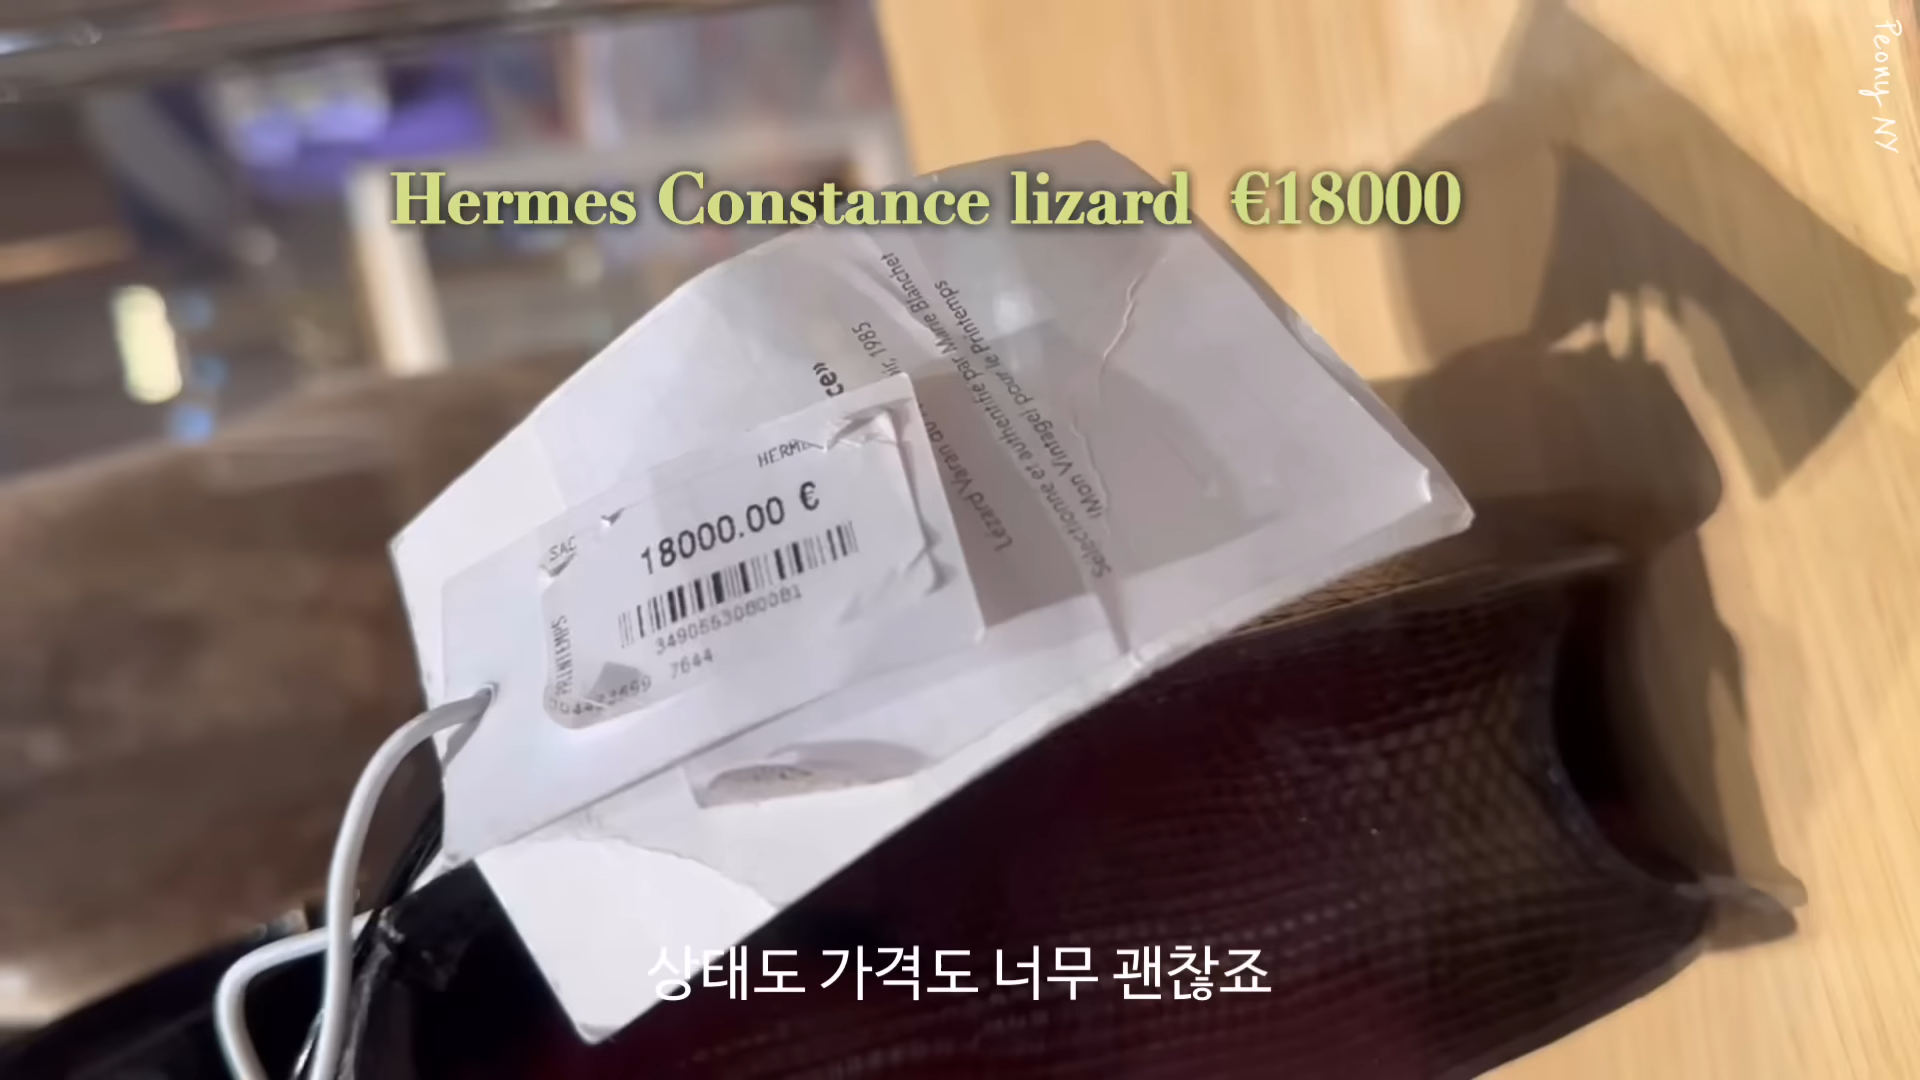 Peony NY
Hermes Constance lizard €18000
Sélectionné et authentifié par Marie Blanchet
(Mon Vintage) pour le Printemps
Lézard Varan
1985
ce»
SAC
18000.00 €
3490553080081
7644
PRINTEMPS
상태도 가격도 너무 괜찮죠